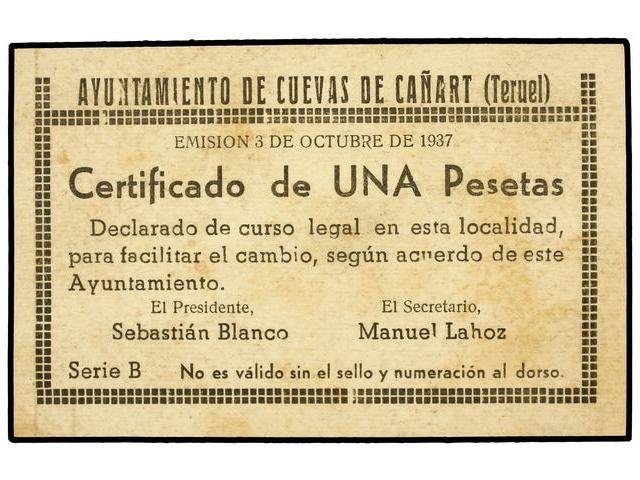 AYUNTAMIENTO DE CUEVAS DE CAÑART (Teruel)
EMISION 3 DE OCTUBRE DE 1937
Certificado de UNA Pesetas
Declarado de curso legal en esta localidad,
para facilitar el cambio, según acuerdo de este
Ayuntamiento.
El Presidente, El Secretario,
Sebastián Blanco Manuel Lahoz
Serie B No es válido sin el sello y numeración al dorso.